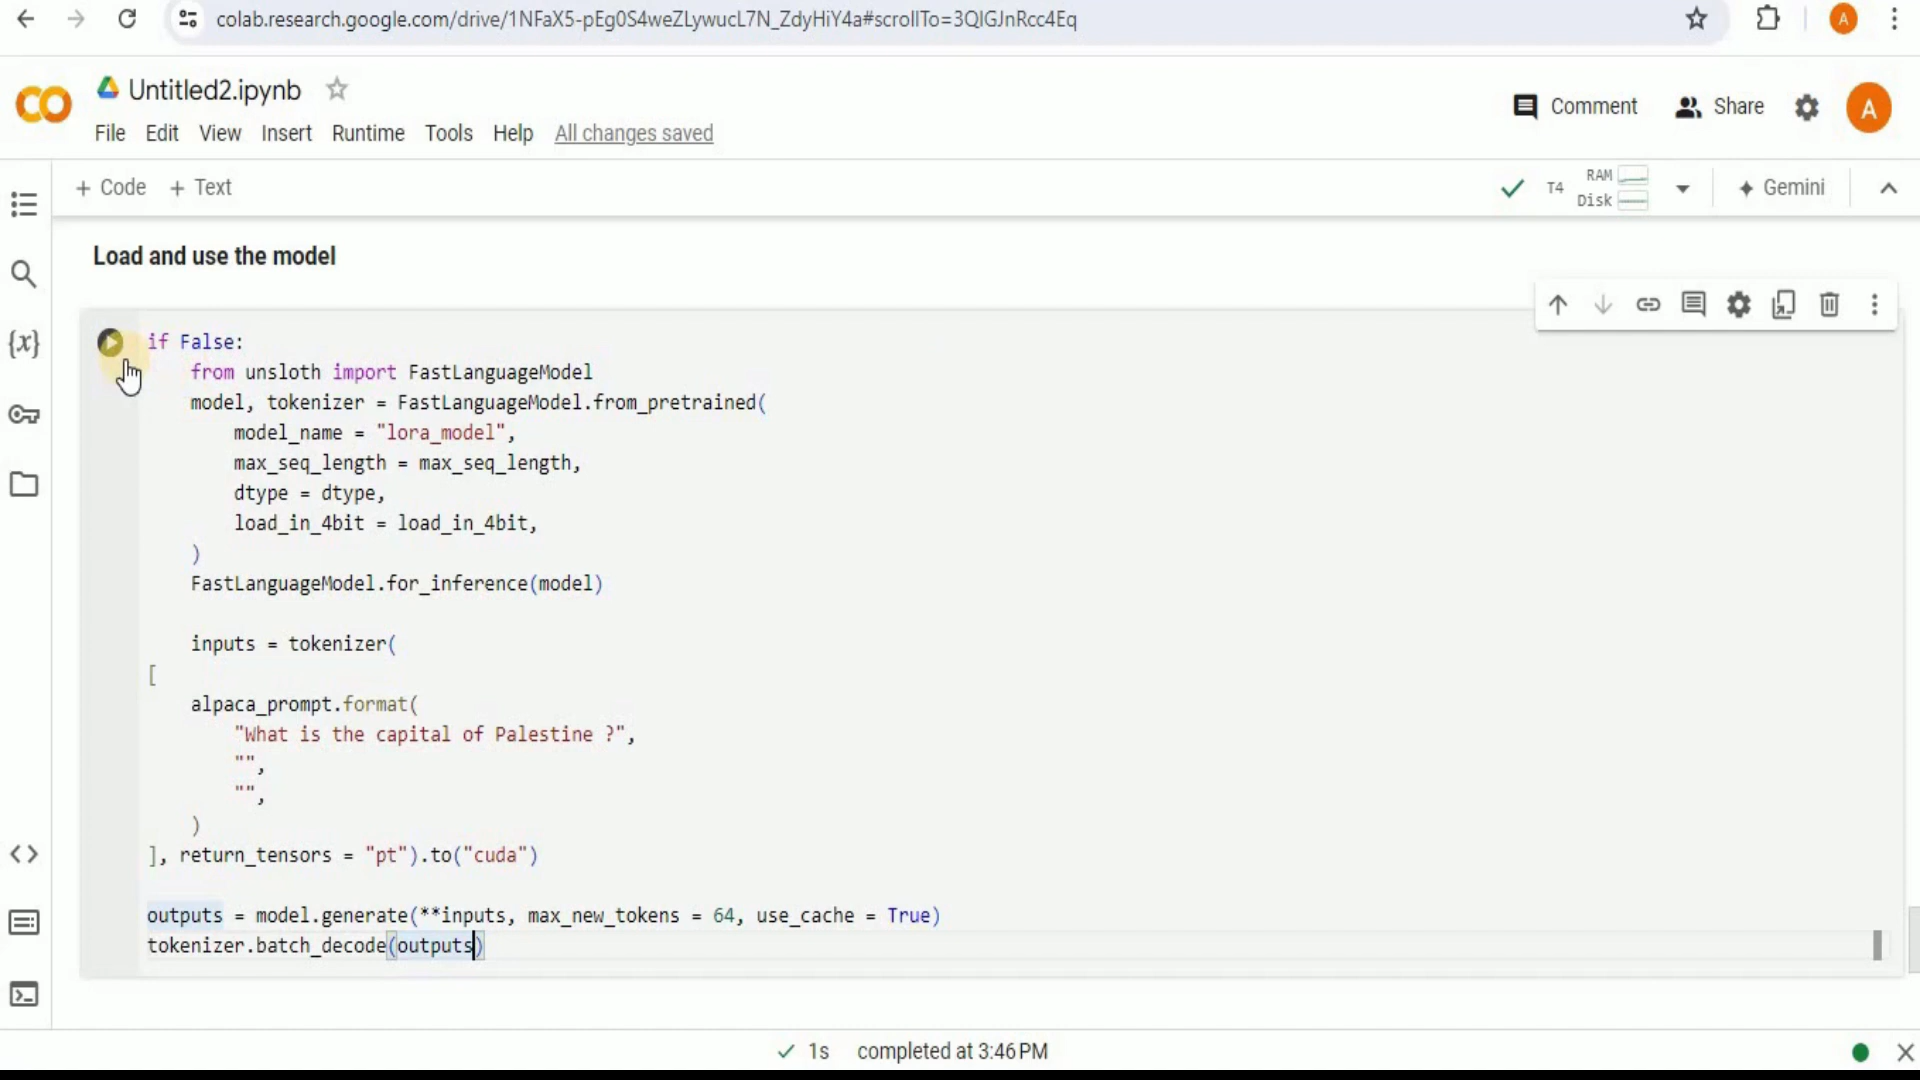 colab.research.google.com/drive/1NFaX5-pEg0S4weZLywucL7N_ZdyHiY4a#scrollTo=3QIGJnRcc4Eq
A
CO
Untitled2.ipynb
Comment
Share
A
File Edit View Insert Runtime Tools Help All changes saved
+ Code + Text
T4
RAM
Disk
Gemini
Load and use the model
{x}
if False:
    from unsloth import FastLanguageModel
    model, tokenizer = FastLanguageModel.from_pretrained(
        model_name = "lora_model",
        max_seq_length = max_seq_length,
        dtype = dtype,
        load_in_4bit = load_in_4bit,
    )
    FastLanguageModel.for_inference(model)
    inputs = tokenizer(
[
    alpaca_prompt.format(
        "What is the capital of Palestine ?",
        "",
        "",
    )
], return_tensors = "pt").to("cuda")
outputs = model.generate(**inputs, max_new_tokens = 64, use_cache = True)
tokenizer.batch_decode(outputs)
1s completed at 3:46 PM